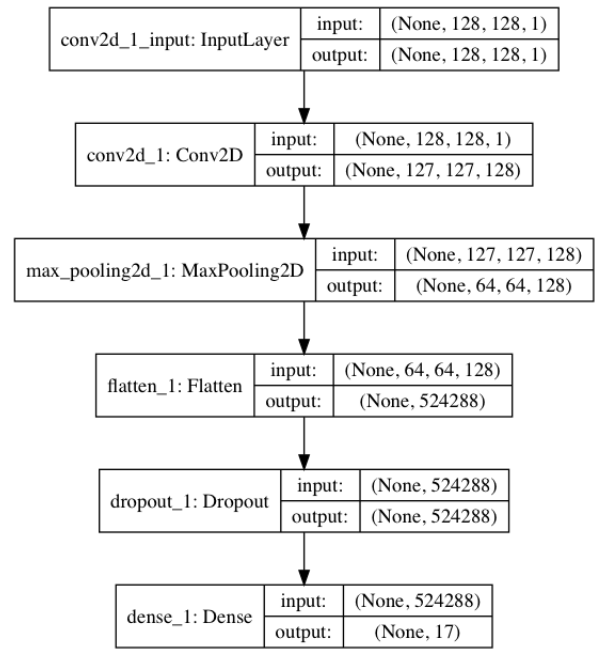 conv2d_1_input: InputLayer
input: (None, 128, 128, 1)
output: (None, 128, 128, 1)
conv2d_1: Conv2D
input: (None, 128, 128, 1)
output: (None, 127, 127, 128)
max_pooling2d_1: MaxPooling2D
input: (None, 127, 127, 128)
output: (None, 64, 64, 128)
flatten_1: Flatten
input: (None, 64, 64, 128)
output: (None, 524288)
dropout_1: Dropout
input: (None, 524288)
output: (None, 524288)
dense_1: Dense
input: (None, 524288)
output: (None, 17)